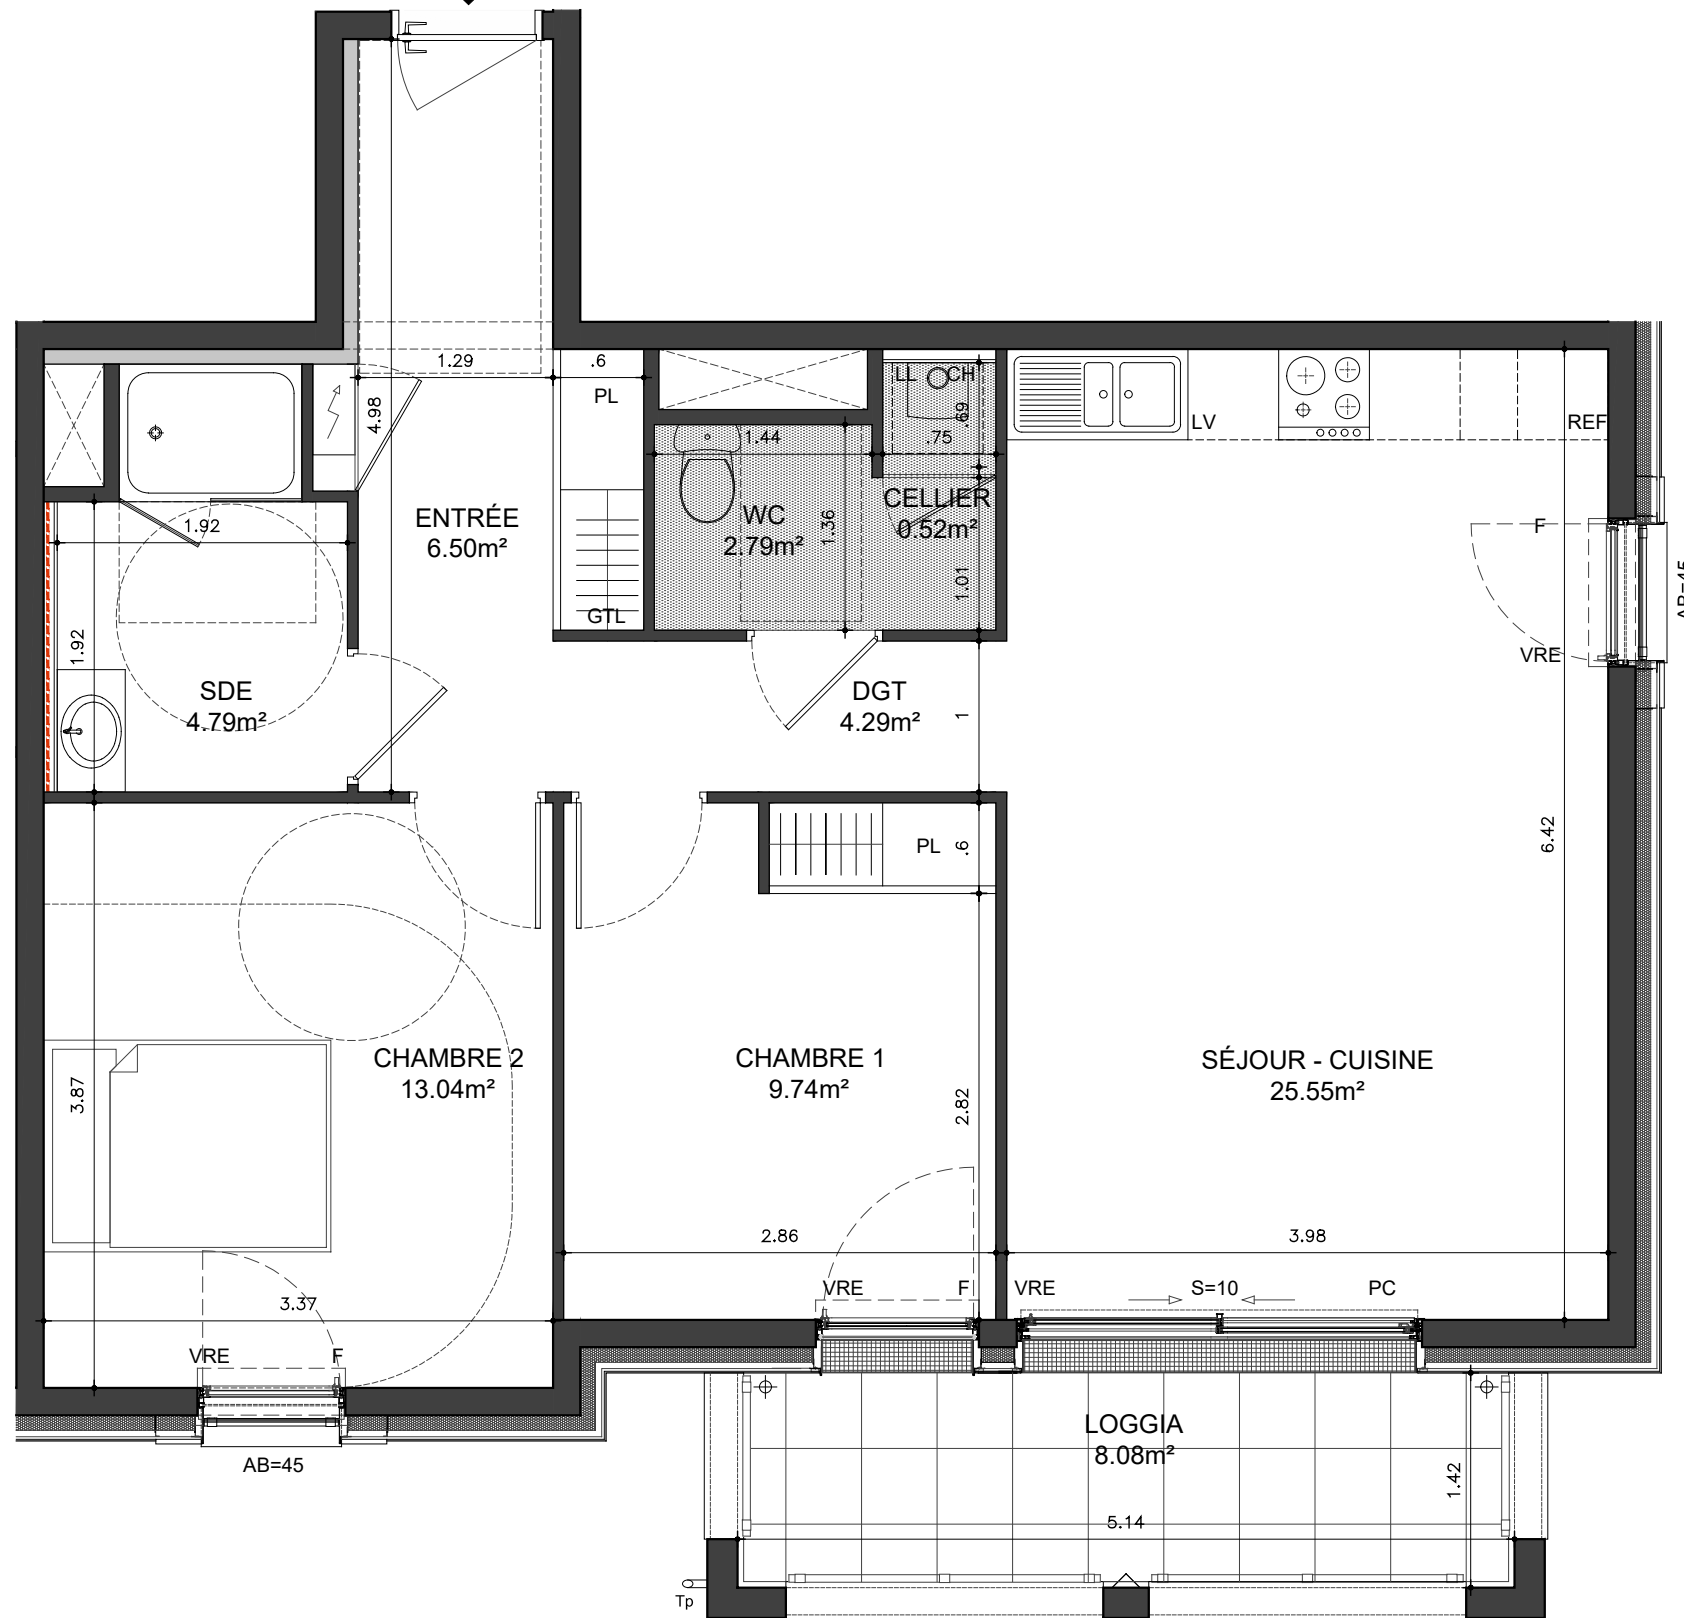 1.29
.6
PL
4.98
LL
CH
.69
.75
1.44
LV
REF
ENTRÉE
6.50m²
WC
2.79m²
1.36
CELLIER
0.52m²
1.01
1.92
F
VRE
AB=45
GTL
1.92
SDE
4.79m²
DGT
4.29m²
1
PL
.6
6.42
CHAMBRE 2
13.04m²
3.87
CHAMBRE 1
9.74m²
2.82
SÉJOUR - CUISINE
25.55m²
2.86
3.98
3.37
VRE
F
VRE
S=10
PC
VRE
F
AB=45
LOGGIA
8.08m²
1.42
5.14
Tp